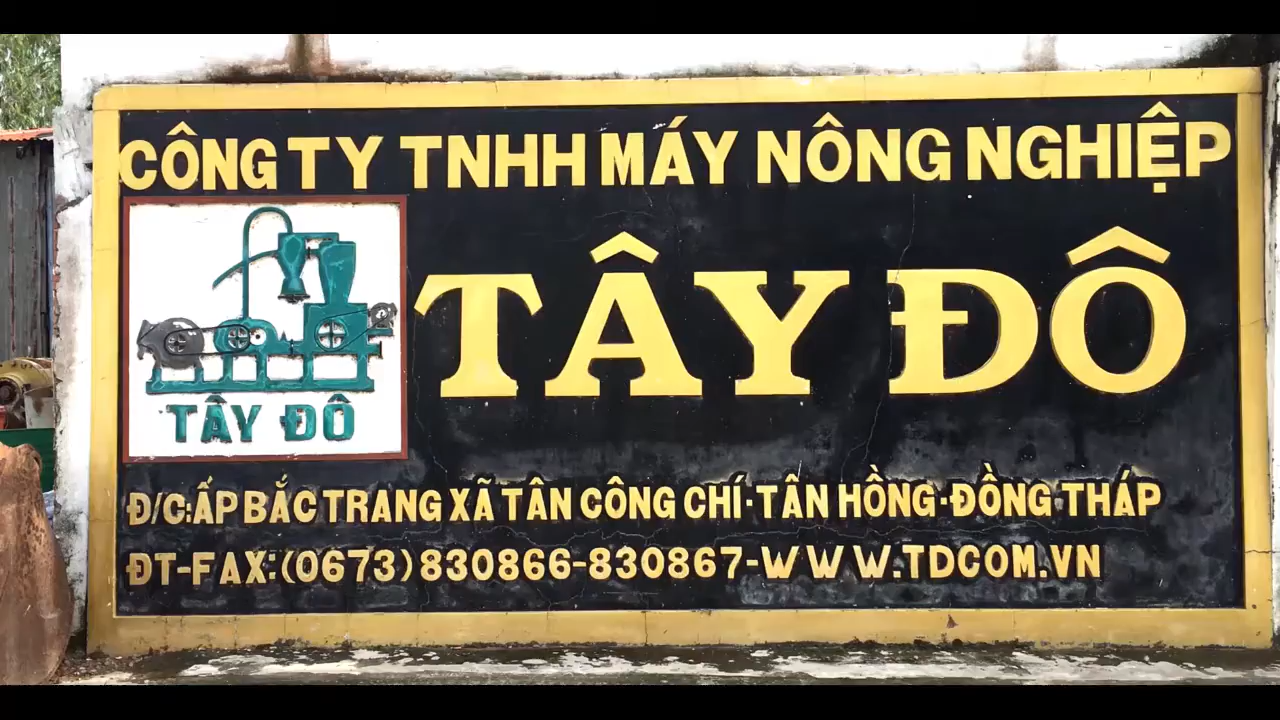 CÔNG TY TNHH MÁY NÔNG NGHIỆP
TÂY ĐÔ
TÂY ĐÔ
Đ/C:ẤP BẮC TRANG XÃ TÂN CÔNG CHÍ-TÂN HỒNG-ĐỒNG THÁP
ĐT-FAX:(0673)830866-830867-WWW.TDCOM.VN